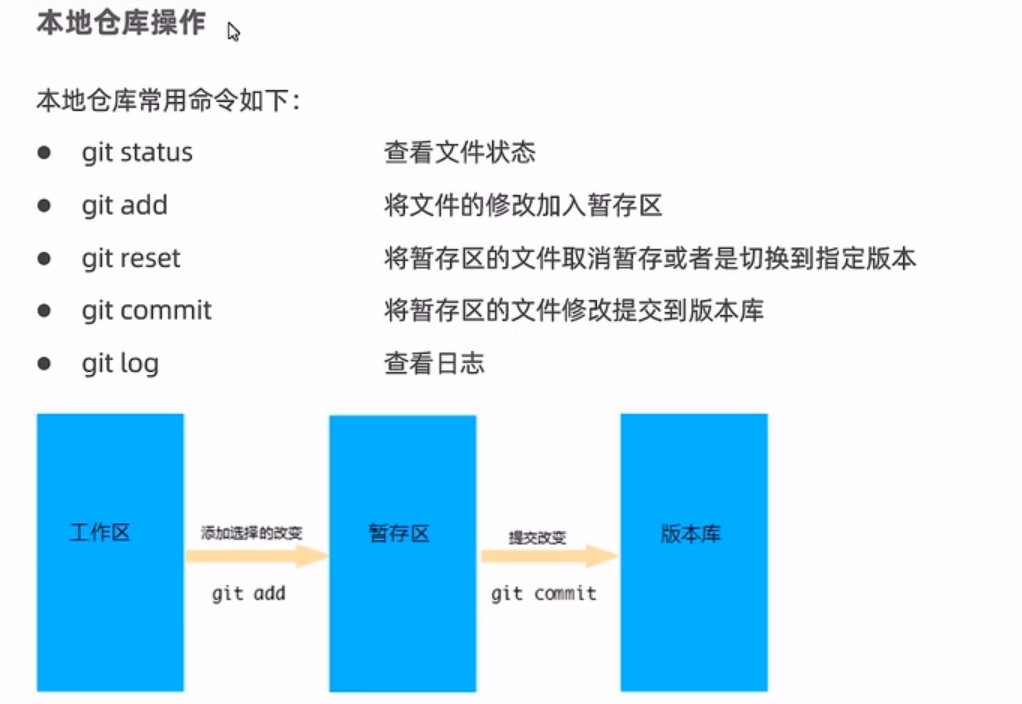 本地仓库操作
本地仓库常用命令如下：
● git status 查看文件状态
● git add 将文件的修改加入暂存区
● git reset 将暂存区的文件取消暂存或者是切换到指定版本
● git commit 将暂存区的文件修改提交到版本库
● git log 查看日志
工作区
添加选择的改变
git add
暂存区
提交改变
git commit
版本库